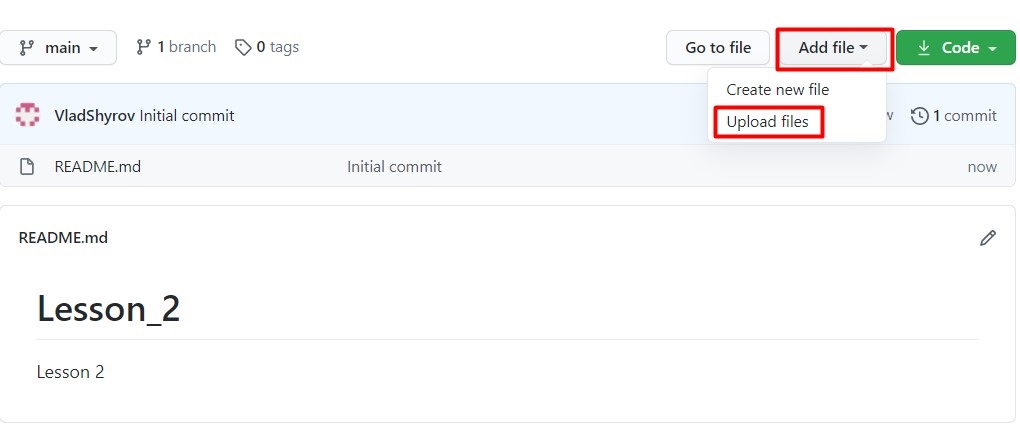 main 1 branch 0 tags Go to file Add file Code
Create new file
VladShyrov Initial commit 1 commit
Upload files
README.md Initial commit now
README.md
Lesson_2
Lesson 2